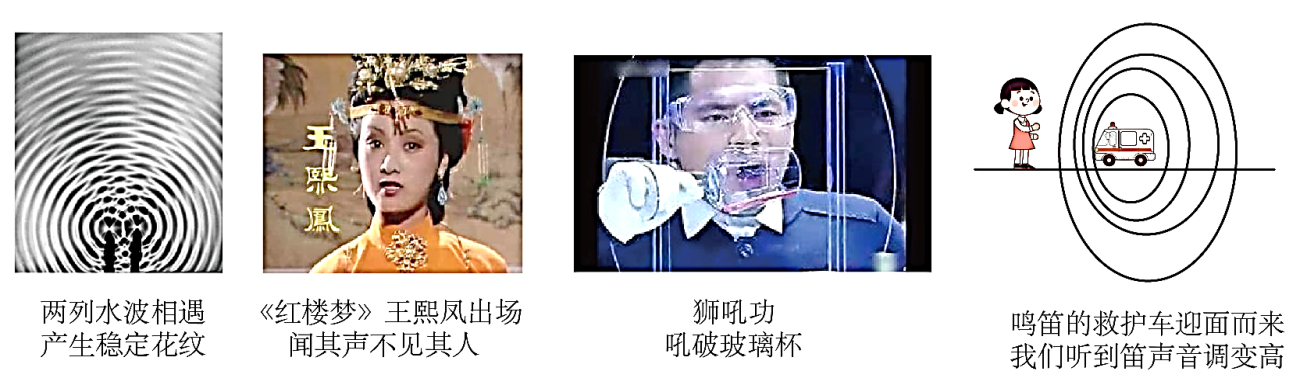 王熙凤
两列水波相遇
产生稳定花纹
《红楼梦》王熙凤出场
闻其声不见其人
狮吼功
吼破玻璃杯
鸣笛的救护车迎面而来
我们听到笛声音调变高